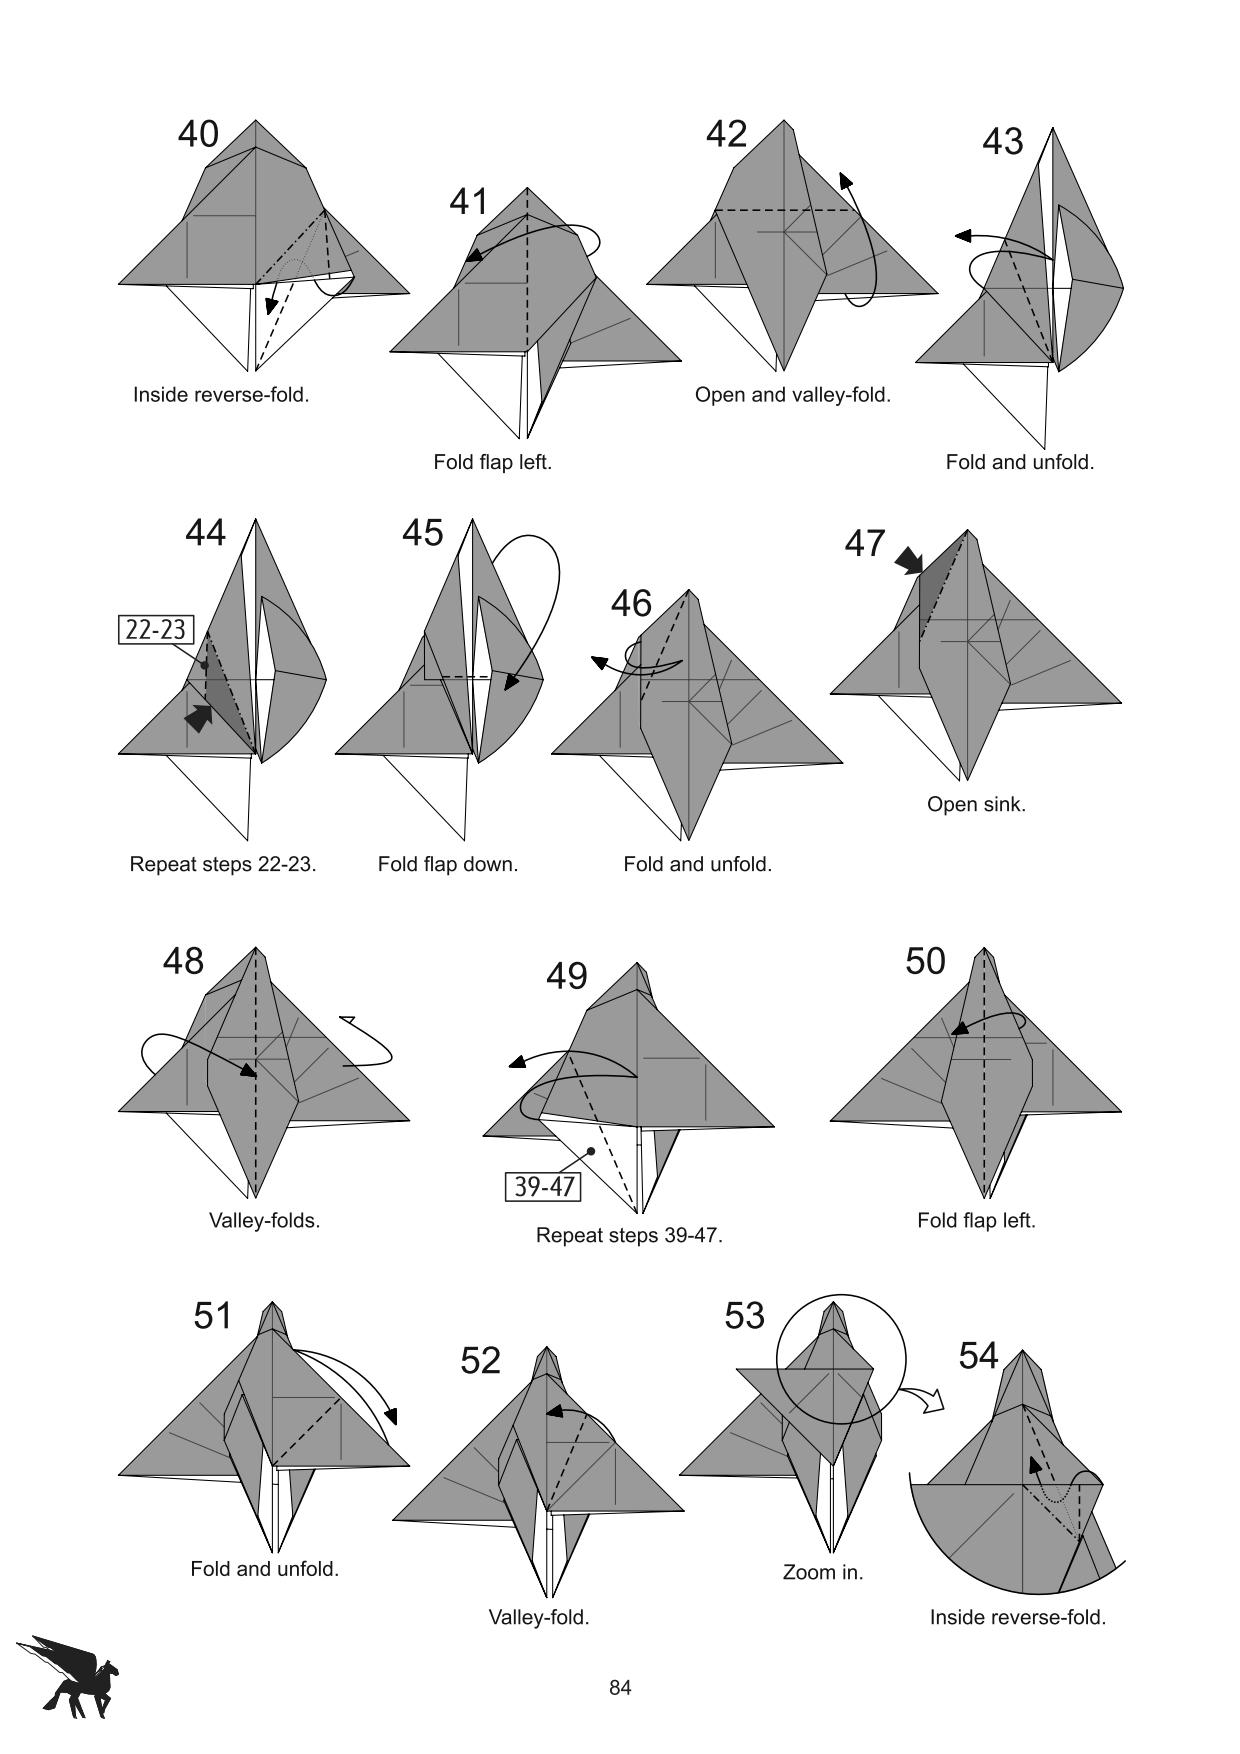 40
Inside reverse-fold.
41
Fold flap left.
42
Open and valley-fold.
43
Fold and unfold.
44
22-23
Repeat steps 22-23.
45
Fold flap down.
46
Fold and unfold.
47
Open sink.
48
Valley-folds.
49
39-47
Repeat steps 39-47.
50
Fold flap left.
51
Fold and unfold.
52
Valley-fold.
53
Zoom in.
54
Inside reverse-fold.
84